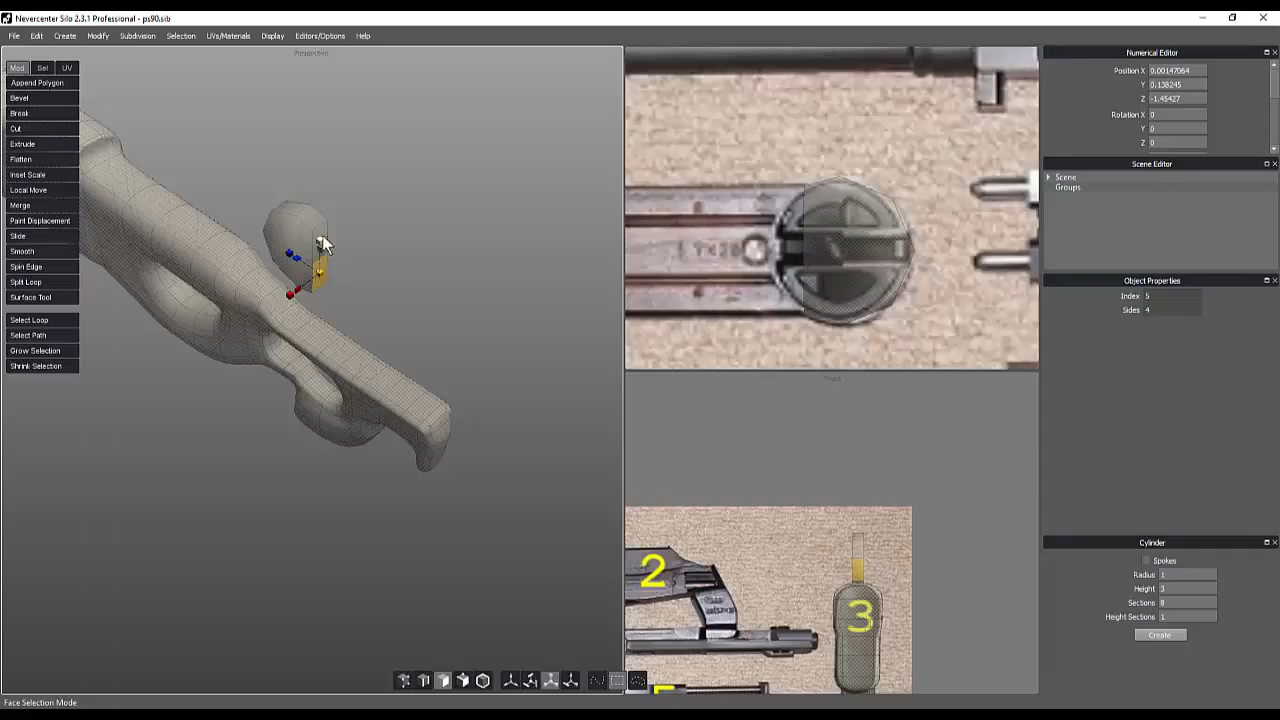 Nevercenter Silo 2.3.1 Professional - ps90.sib
File Edit Create Modify Subdivision Selection UVs/Materials Display Editors/Options Help
Perspective
Mod Sel UV
Append Polygon
Bevel
Break
Cut
Extrude
Flatten
Inset Scale
Local Move
Merge
Paint Displacement
Slide
Smooth
Spin Edge
Split Loop
Surface Tool
Select Loop
Select Path
Grow Selection
Shrink Selection
Numerical Editor
Position X 0.00147064
Y 0.138245
Z -1.45427
Rotation X 0
Y 0
Z 0
Scene Editor
Scene
Groups
Object Properties
Index 5
Sides 4
Cylinder
Spokes
Radius 1
Height 3
Sections 8
Height Sections 1
Create
2
3
Face Selection Mode